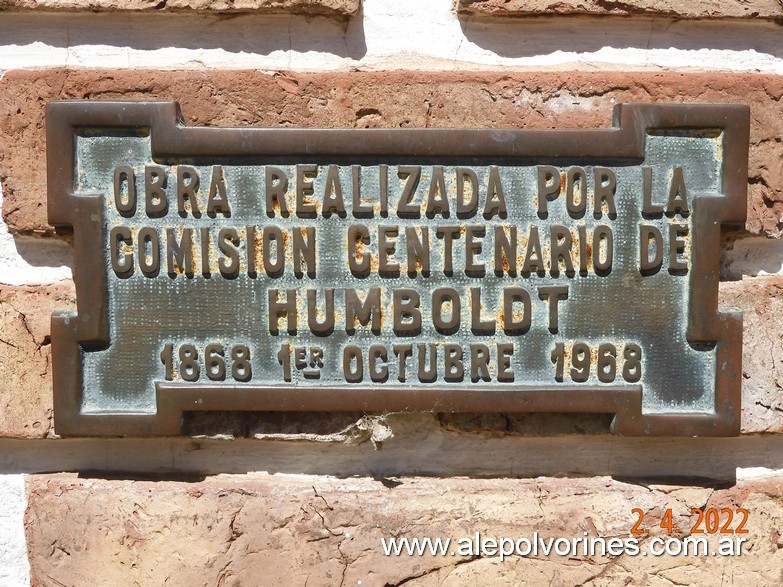 OBRA REALIZADA POR LA
COMISION CENTENARIO DE
HUMBOLDT
1868 1ER OCTUBRE 1968
2 4 2022
www.alepolvorines.com.ar